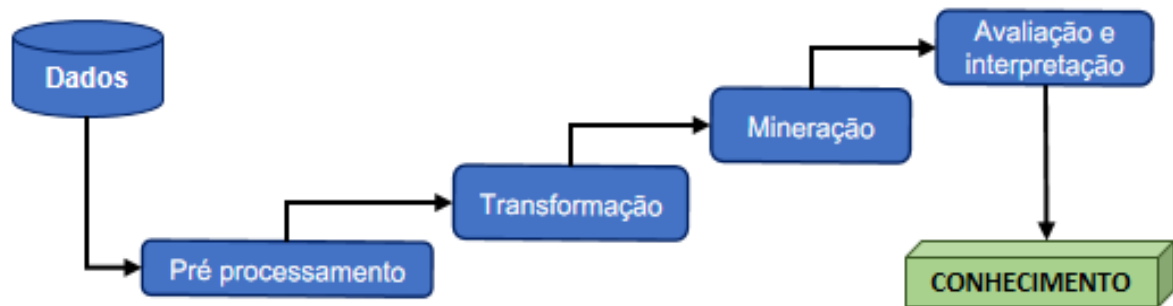 Dados
Pré processamento
Transformação
Mineração
Avaliação e
interpretação
CONHECIMENTO